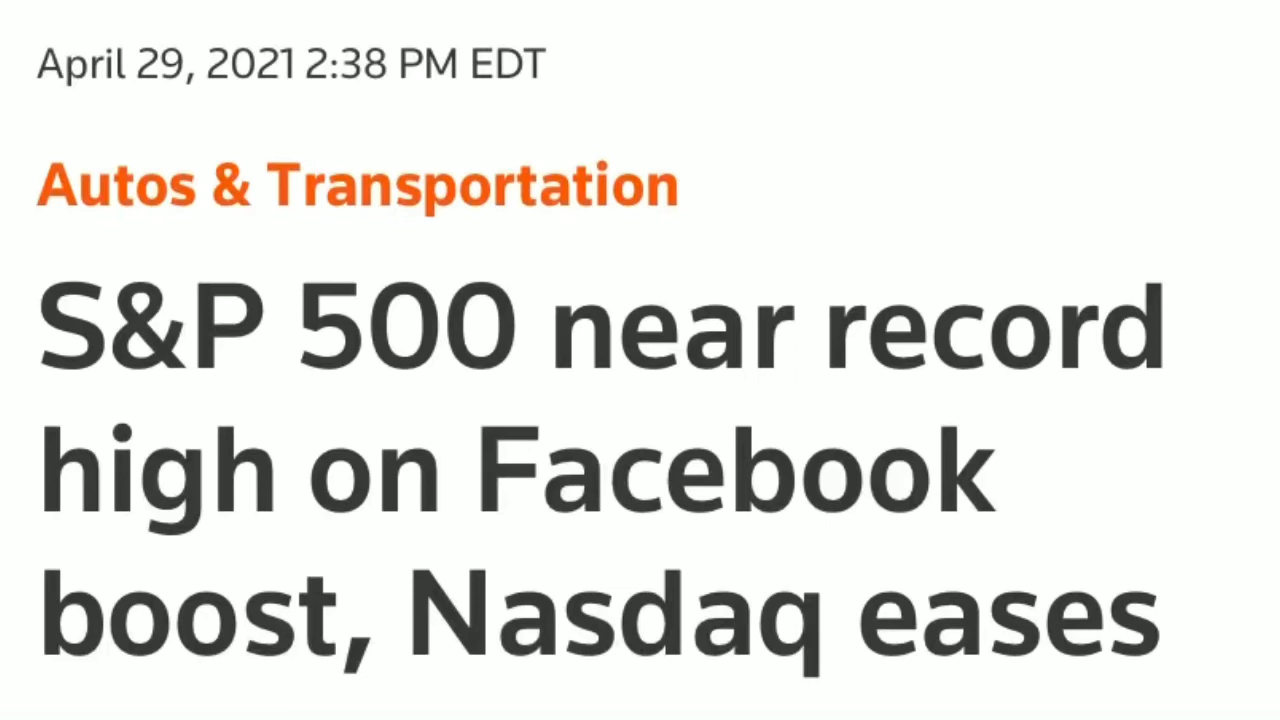 April 29, 2021 2:38 PM EDT
Autos & Transportation
S&P 500 near record
high on Facebook
boost, Nasdaq eases